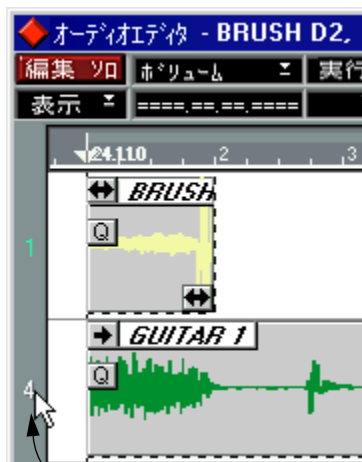 オーディオエディタ - BRUSH D2,
編集 ソロ ボリューム 実行
表示 ====.==.==.====
24.1.1.0 2 3
BRUSH
1
Q
GUITAR 1
4
Q